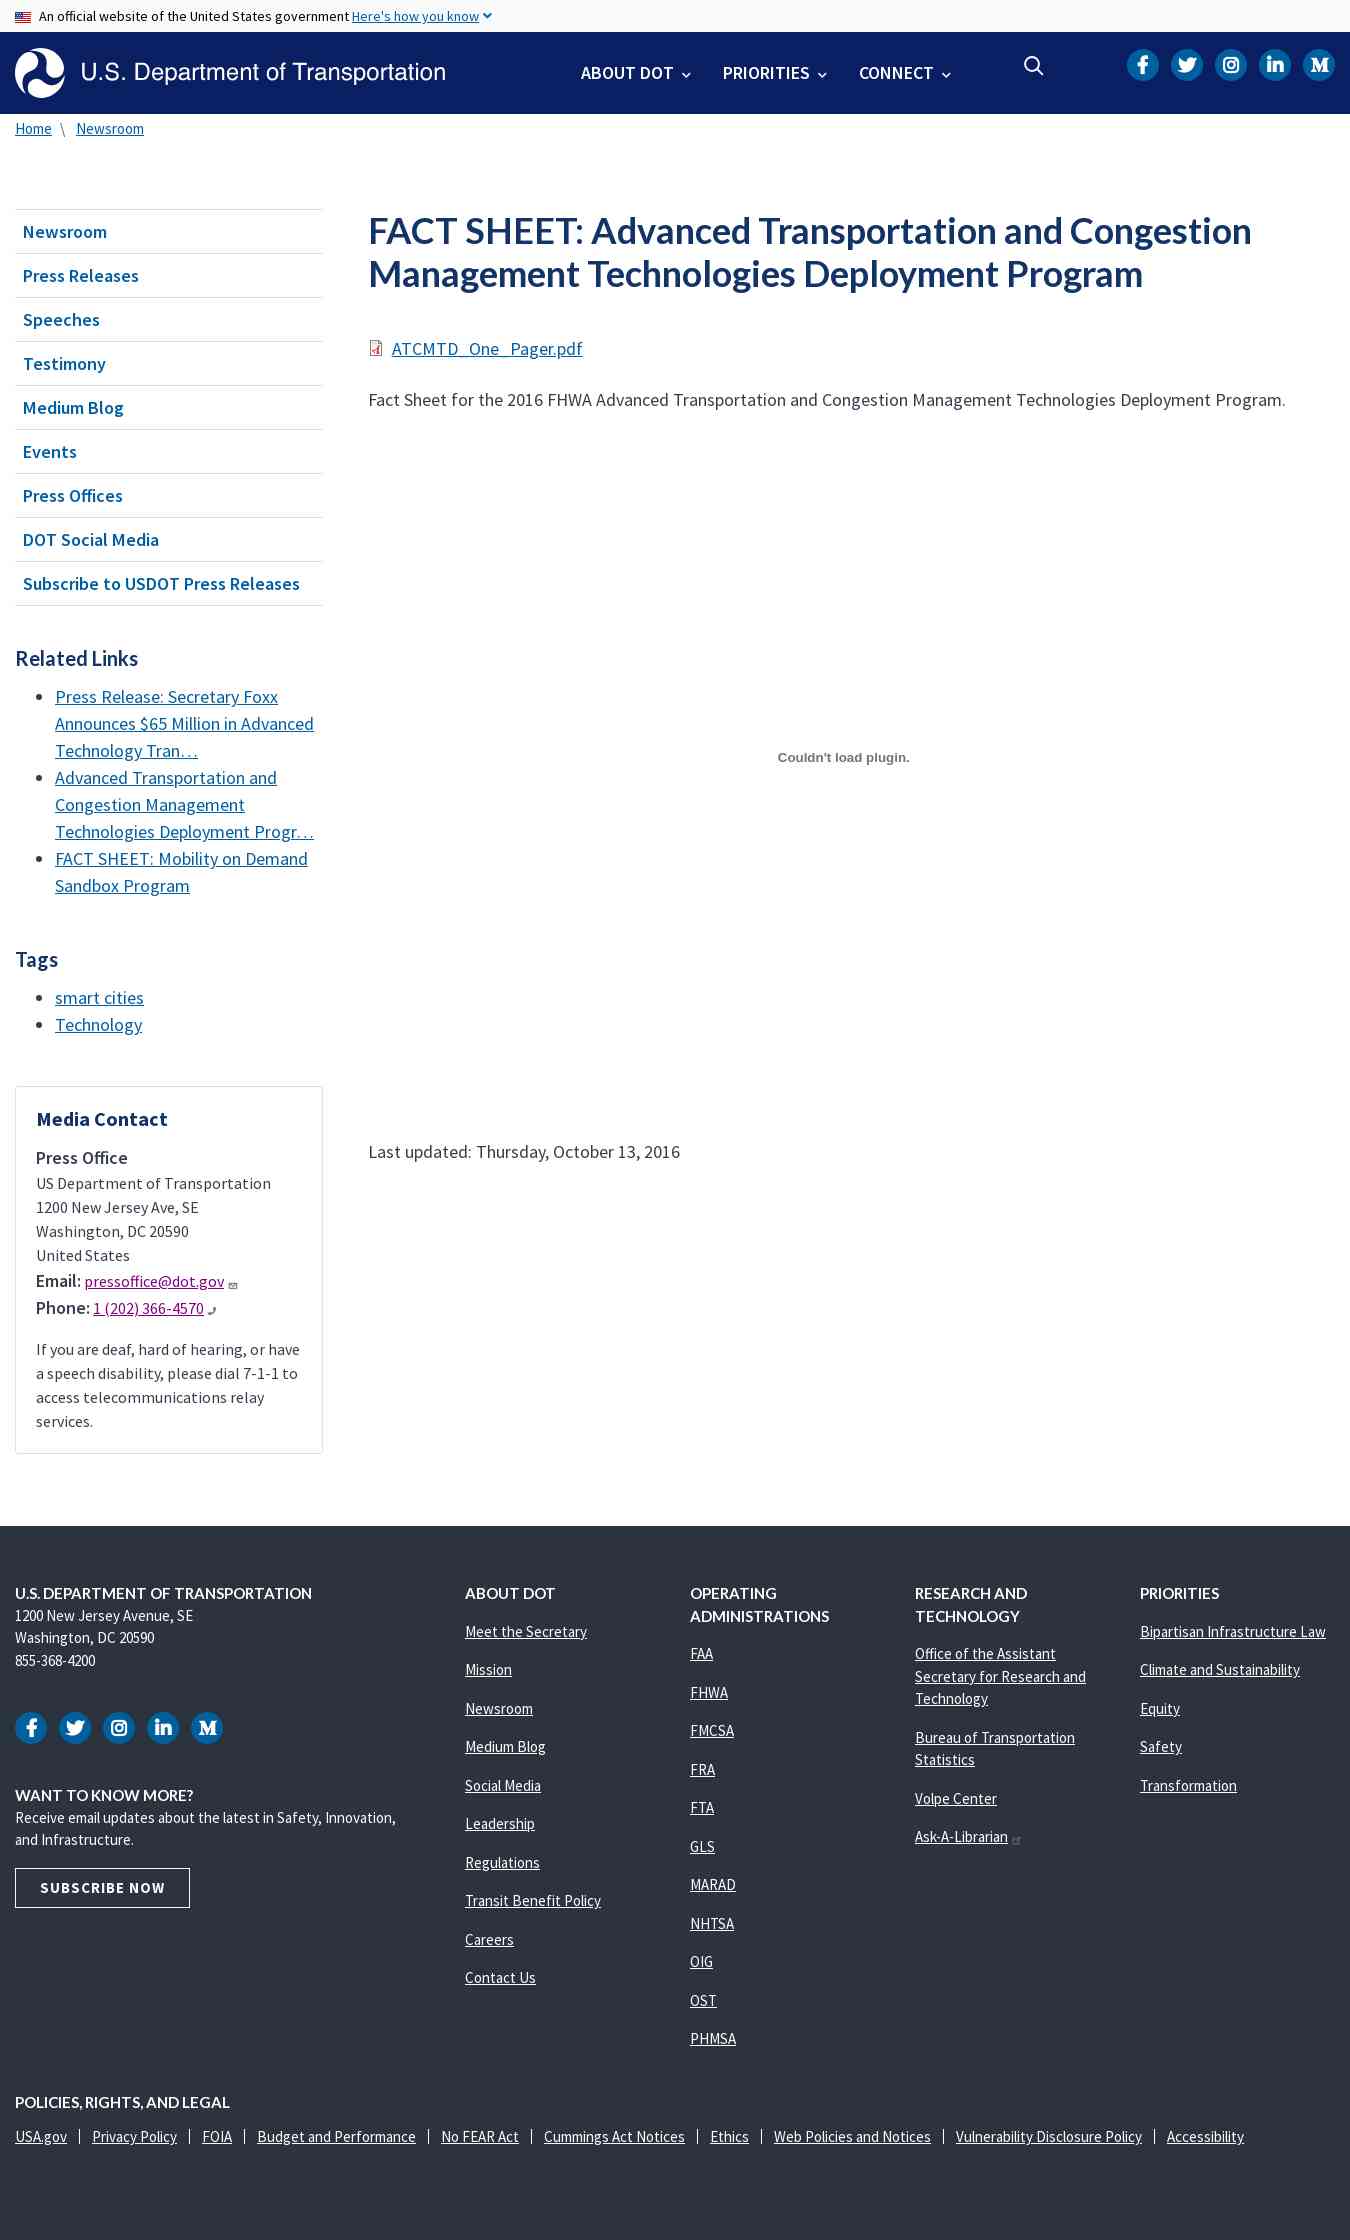 An official website of the United States government Here's how you know
U.S. Department of Transportation
ABOUT DOT
PRIORITIES
CONNECT
Home \ Newsroom
Newsroom
Press Releases
Speeches
Testimony
Medium Blog
Events
Press Offices
DOT Social Media
Subscribe to USDOT Press Releases
Related Links
Press Release: Secretary Foxx
Announces $65 Million in Advanced
Technology Tran…
Advanced Transportation and
Congestion Management
Technologies Deployment Progr…
FACT SHEET: Mobility on Demand
Sandbox Program
Tags
smart cities
Technology
Media Contact
Press Office
US Department of Transportation
1200 New Jersey Ave, SE
Washington, DC 20590
United States
Email: pressoffice@dot.gov
Phone: 1 (202) 366-4570
If you are deaf, hard of hearing, or have
a speech disability, please dial 7-1-1 to
access telecommunications relay
services.
FACT SHEET: Advanced Transportation and Congestion
Management Technologies Deployment Program
ATCMTD_One_Pager.pdf
Fact Sheet for the 2016 FHWA Advanced Transportation and Congestion Management Technologies Deployment Program.
Couldn't load plugin.
Last updated: Thursday, October 13, 2016
U.S. DEPARTMENT OF TRANSPORTATION
1200 New Jersey Avenue, SE
Washington, DC 20590
855-368-4200
WANT TO KNOW MORE?
Receive email updates about the latest in Safety, Innovation,
and Infrastructure.
SUBSCRIBE NOW
ABOUT DOT
Meet the Secretary
Mission
Newsroom
Medium Blog
Social Media
Leadership
Regulations
Transit Benefit Policy
Careers
Contact Us
OPERATING
ADMINISTRATIONS
FAA
FHWA
FMCSA
FRA
FTA
GLS
MARAD
NHTSA
OIG
OST
PHMSA
RESEARCH AND
TECHNOLOGY
Office of the Assistant
Secretary for Research and
Technology
Bureau of Transportation
Statistics
Volpe Center
Ask-A-Librarian
PRIORITIES
Bipartisan Infrastructure Law
Climate and Sustainability
Equity
Safety
Transformation
POLICIES, RIGHTS, AND LEGAL
USA.gov | Privacy Policy | FOIA | Budget and Performance | No FEAR Act | Cummings Act Notices | Ethics | Web Policies and Notices | Vulnerability Disclosure Policy | Accessibility